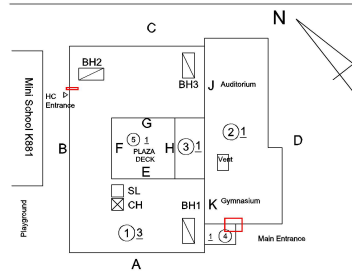 C
N
BH2
BH3
J
Auditorium
Mini School K881
HC
Entrance
G
5 1
PLAZA
DECK
F
H
3 1
2 1
D
B
E
Vent
SL
CH
K
Gymnasium
BH1
Playground
1 3
1 4
Main Entrance
A